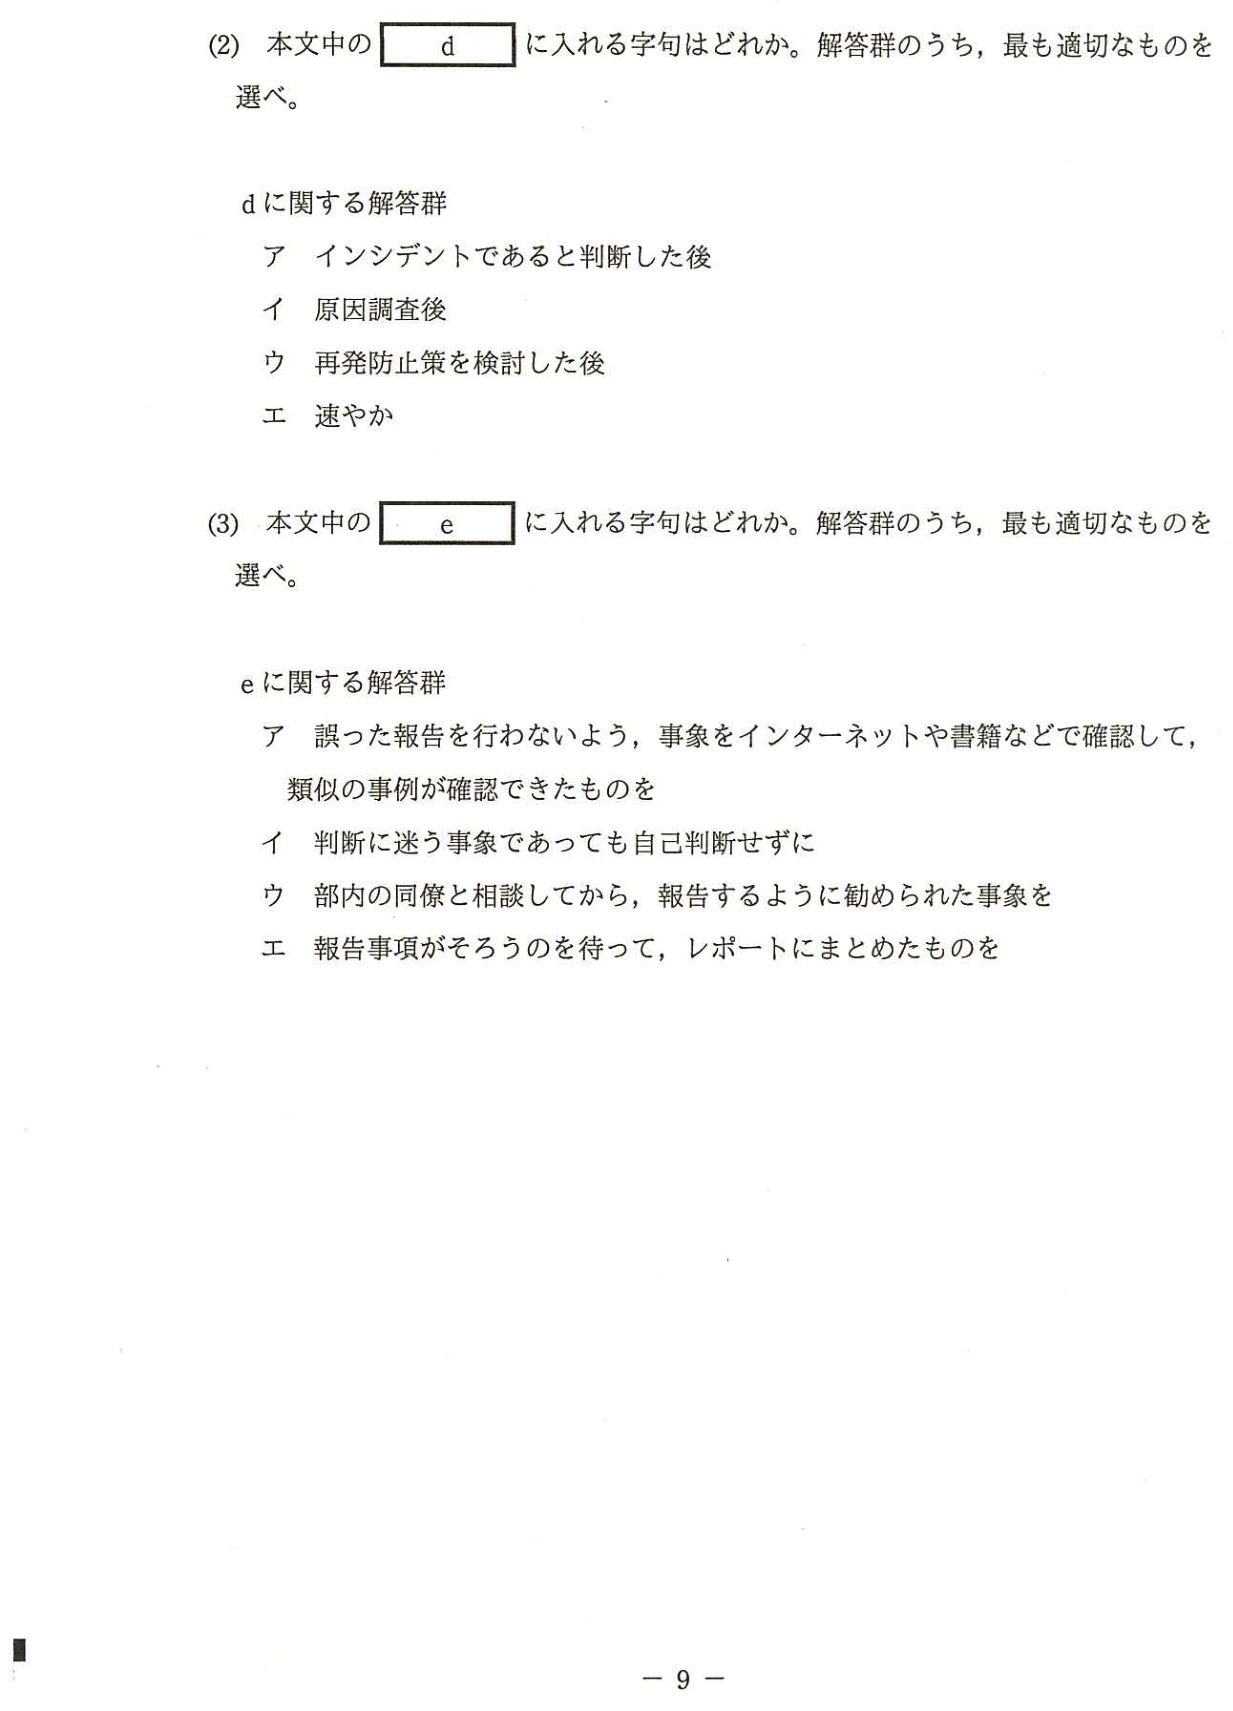 (2) 本文中の d に入れる字句はどれか。解答群のうち，最も適切なものを
選べ。
dに関する解答群
ア インシデントであると判断した後
イ 原因調査後
ウ 再発防止策を検討した後
エ 速やか
(3) 本文中の e に入れる字句はどれか。解答群のうち，最も適切なものを
選べ。
eに関する解答群
ア 誤った報告を行わないよう，事象をインターネットや書籍などで確認して，
類似の事例が確認できたものを
イ 判断に迷う事象であっても自己判断せずに
ウ 部内の同僚と相談してから，報告するように勧められた事象を
エ 報告事項がそろうのを待って，レポートにまとめたものを
－ 9 －